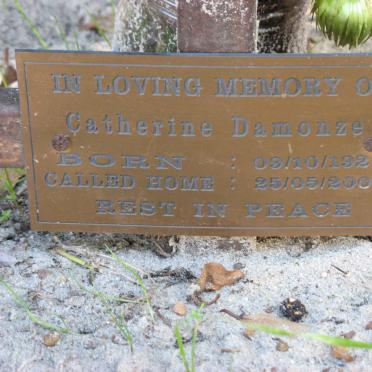 IN LOVING MEMORY O
Catherine Damonze
BORN : 09/10/192
CALLED HOME : 25/05/200
REST IN PEACE